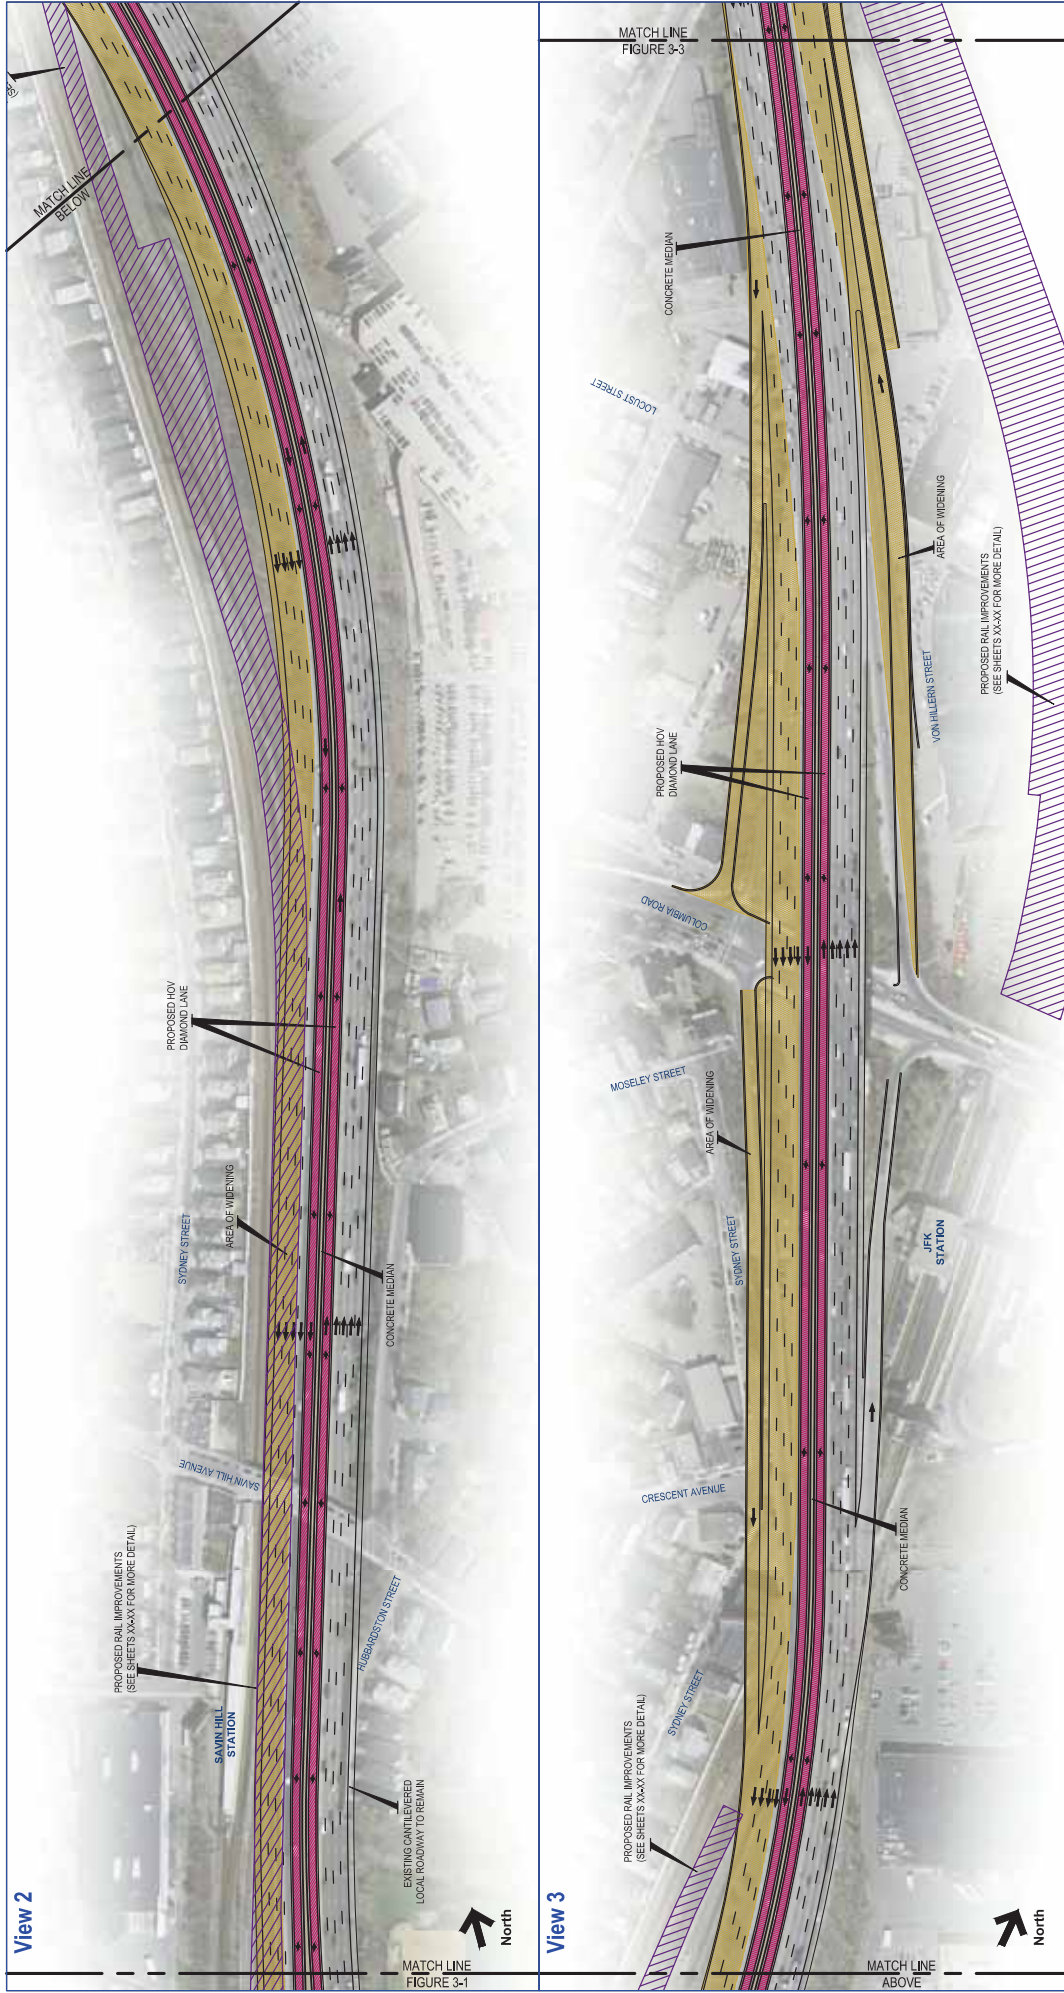 View 2
MATCH LINE
FIGURE 3-1
North
EXISTING CANTILEVERED
LOCAL ROADWAY TO REMAIN
SAVIN HILL
STATION
PROPOSED RAIL IMPROVEMENTS
(SEE SHEETS XX-XX FOR MORE DETAIL)
HUBBARDSTON STREET
SAVIN HILL AVENUE
CONCRETE MEDIAN
AREA OF WIDENING
SYDNEY STREET
PROPOSED HOV
DIAMOND LANE
MATCH LINE
BELOW
View 3
MATCH LINE
ABOVE
North
PROPOSED RAIL IMPROVEMENTS
(SEE SHEETS XX-XX FOR MORE DETAIL)
SYDNEY STREET
CONCRETE MEDIAN
CRESCENT AVENUE
JFK
STATION
SYDNEY STREET
AREA OF WIDENING
MOSELEY STREET
COLUMBIA ROAD
PROPOSED HOV
DIAMOND LANE
VON HILLERN STREET
PROPOSED RAIL IMPROVEMENTS
(SEE SHEETS XX-XX FOR MORE DETAIL)
AREA OF WIDENING
LOCUST STREET
CONCRETE MEDIAN
MATCH LINE
FIGURE 3-3